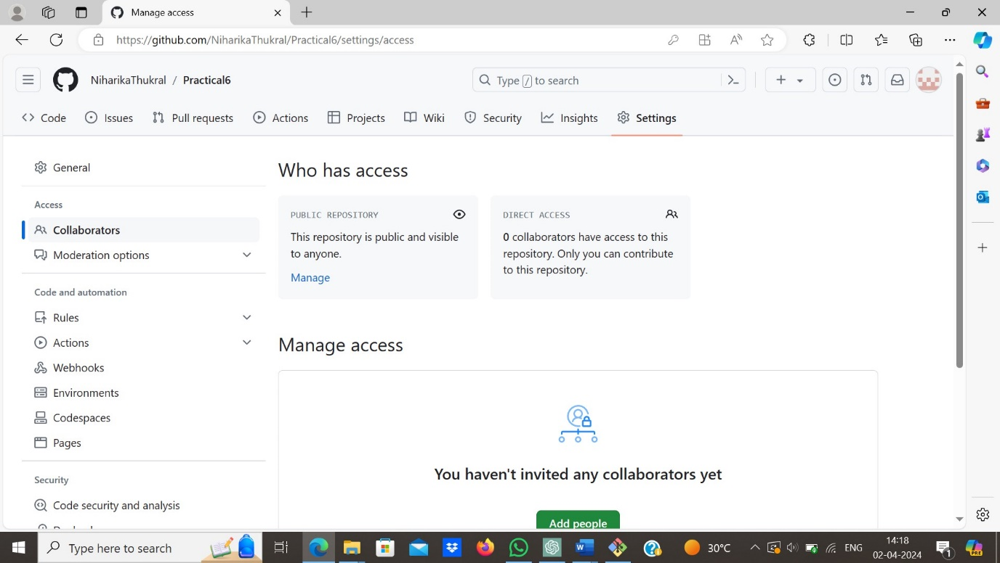 Manage access
https://github.com/NiharikaThukral/Practical6/settings/access
NiharikaThukral / Practical6
Type / to search
Code
Issues
Pull requests
Actions
Projects
Wiki
Security
Insights
Settings
General
Access
Collaborators
Moderation options
Code and automation
Rules
Actions
Webhooks
Environments
Codespaces
Pages
Security
Code security and analysis
Who has access
PUBLIC REPOSITORY
This repository is public and visible
to anyone.
Manage
DIRECT ACCESS
0 collaborators have access to this
repository. Only you can contribute
to this repository.
Manage access
You haven't invited any collaborators yet
Add people
Type here to search
30°C
ENG
14:18
02-04-2024
1
PRE